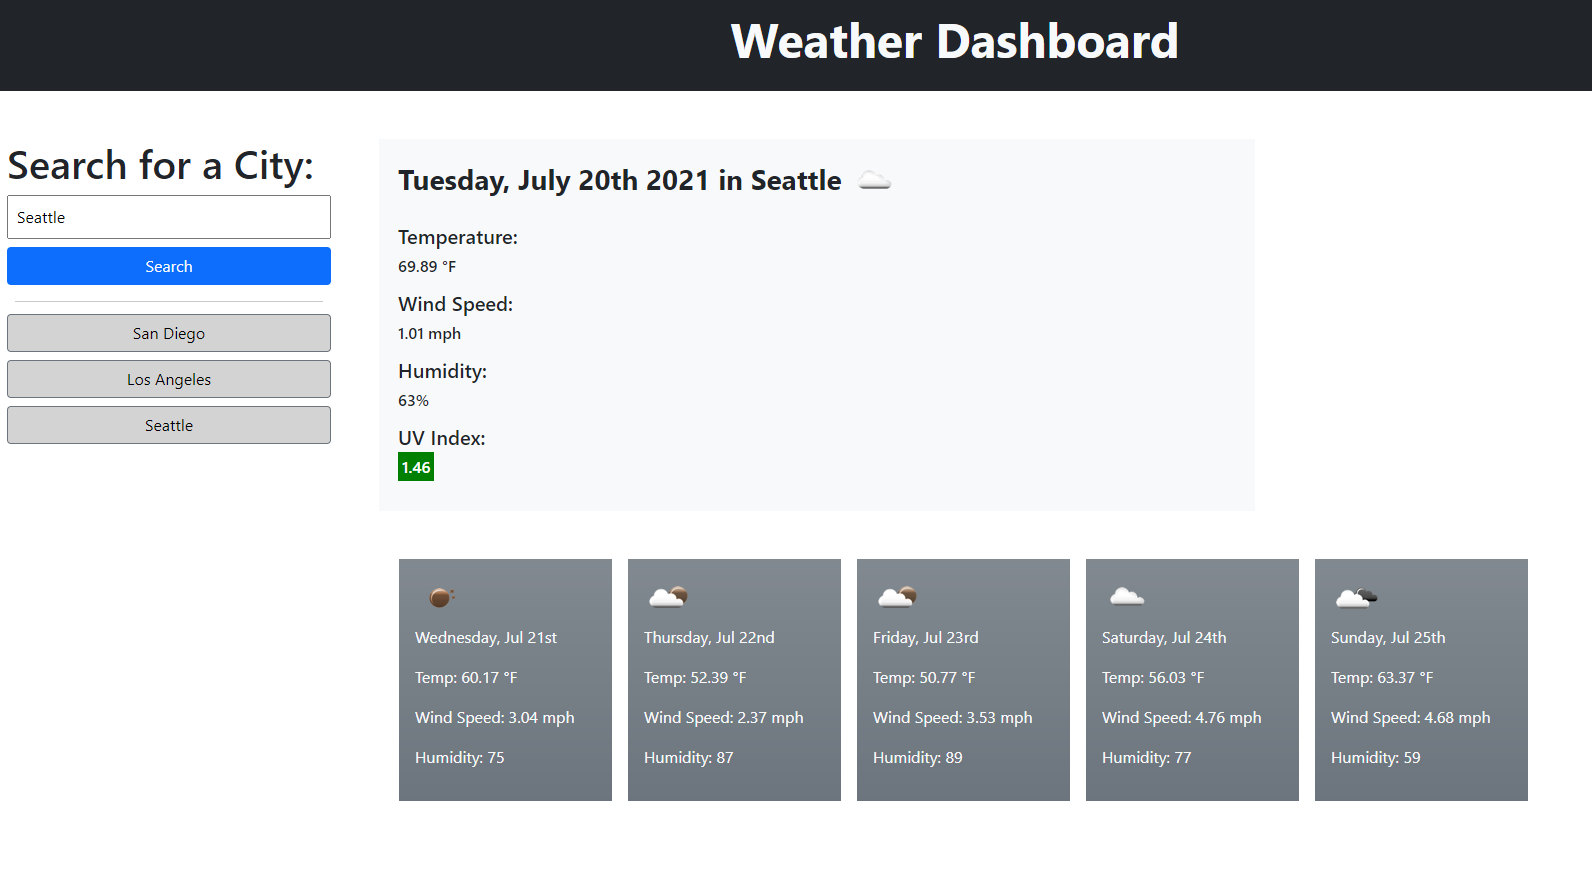 Weather Dashboard
Search for a City:
Seattle
Search
San Diego
Los Angeles
Seattle
Tuesday, July 20th 2021 in Seattle
Temperature:
69.89 °F
Wind Speed:
1.01 mph
Humidity:
63%
UV Index:
1.46
Wednesday, Jul 21st
Temp: 60.17 °F
Wind Speed: 3.04 mph
Humidity: 75
Thursday, Jul 22nd
Temp: 52.39 °F
Wind Speed: 2.37 mph
Humidity: 87
Friday, Jul 23rd
Temp: 50.77 °F
Wind Speed: 3.53 mph
Humidity: 89
Saturday, Jul 24th
Temp: 56.03 °F
Wind Speed: 4.76 mph
Humidity: 77
Sunday, Jul 25th
Temp: 63.37 °F
Wind Speed: 4.68 mph
Humidity: 59